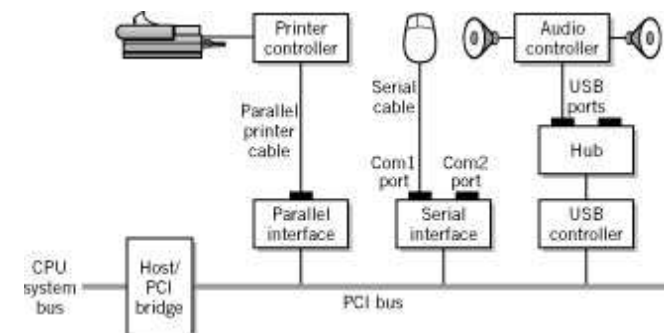 Printer
controller
Audio
controller
Serial
cable
USB
ports
Parallel
printer
cable
Hub
Com1
port
Com2
port
Parallel
interface
Serial
interface
USB
controller
CPU
system
bus
Host/
PCI
bridge
PCI bus